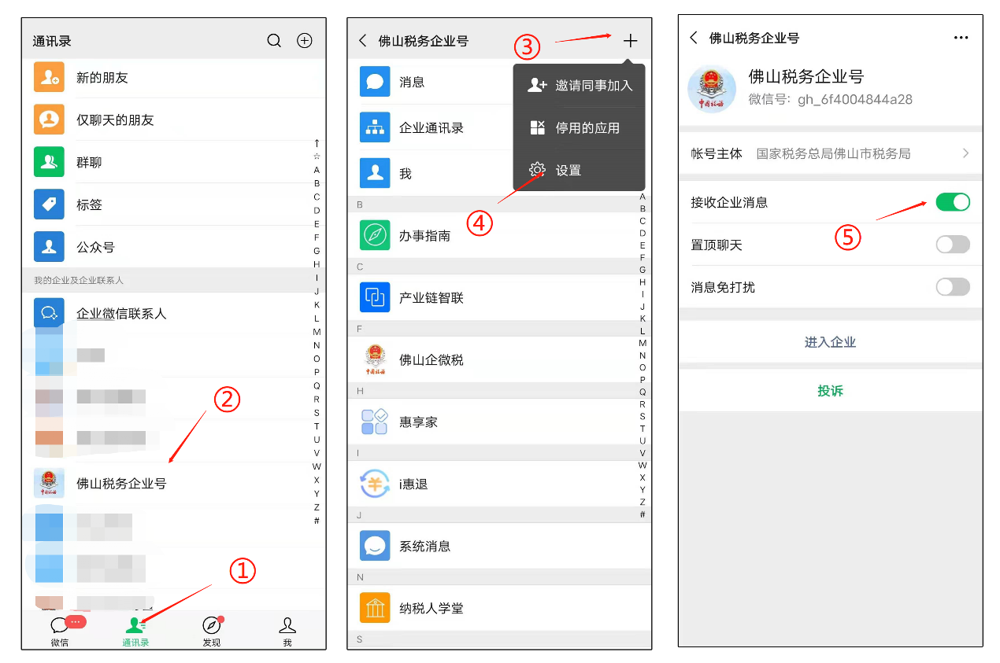 通讯录
新的朋友
仅聊天的朋友
群聊
标签
公众号
我的企业及企业联系人
企业微信联系人
②
佛山税务企业号
①
微信
通讯录
发现
我
↑
☆
A
B
C
D
E
F
G
H
I
J
K
L
M
N
O
P
Q
R
S
T
U
V
W
X
Y
Z
#
佛山税务企业号
③
消息
企业通讯录
我
邀请同事加入
停用的应用
设置
④
B
办事指南
C
产业链智联
F
佛山企微税
H
惠享家
I
i惠退
J
系统消息
N
纳税人学堂
S
A
B
C
D
E
F
G
H
I
J
K
L
M
N
O
P
Q
R
S
T
U
V
W
X
Y
Z
#
佛山税务企业号
佛山税务企业号
微信号: gh_6f4004844a28
中国税务
帐号主体 国家税务总局佛山市税务局
接收企业消息
⑤
置顶聊天
消息免打扰
进入企业
投诉